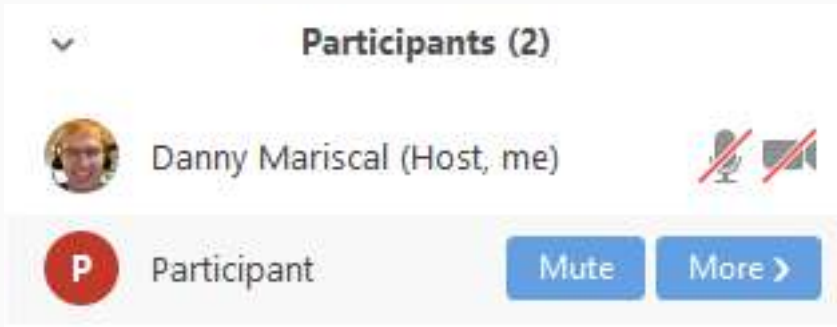 Participants (2)
Danny Mariscal (Host, me)
P Participant Mute More ❯